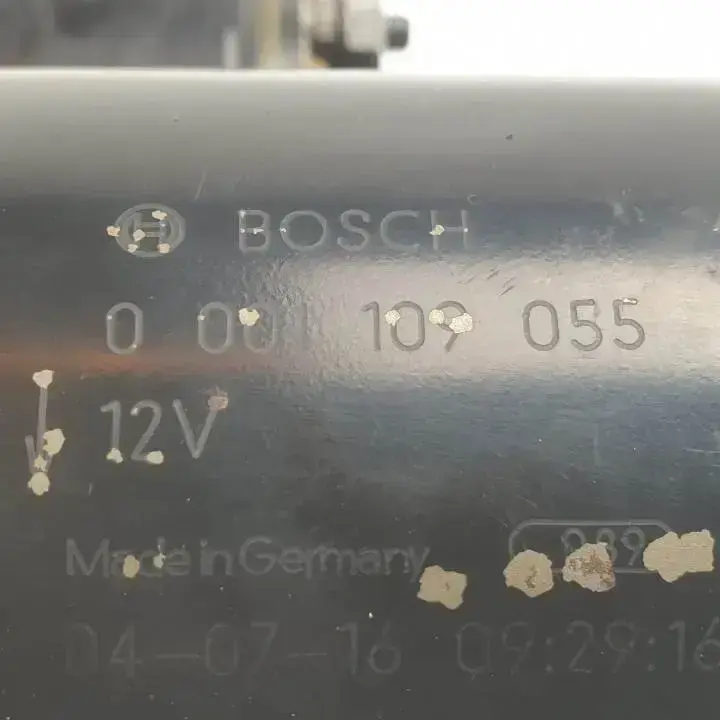 BOSCH
0 001 109 055
12V
Made in Germany
04-07-16 09:29:16